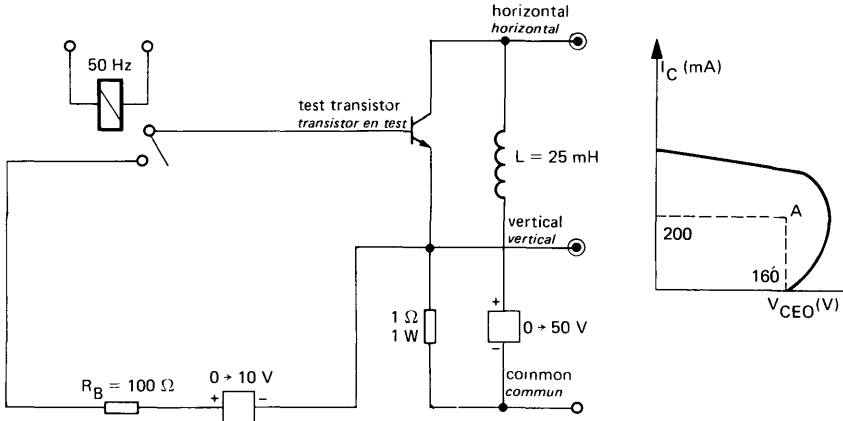 horizontal
horizontal
50 Hz
test transistor
transistor en test
L = 25 mH
vertical
vertical
1 Ω
1 W
+
0 → 50 V
−
common
commun
R_B = 100 Ω
0 → 10 V
+
−
I_C (mA)
A
200
160
V_CEO (V)